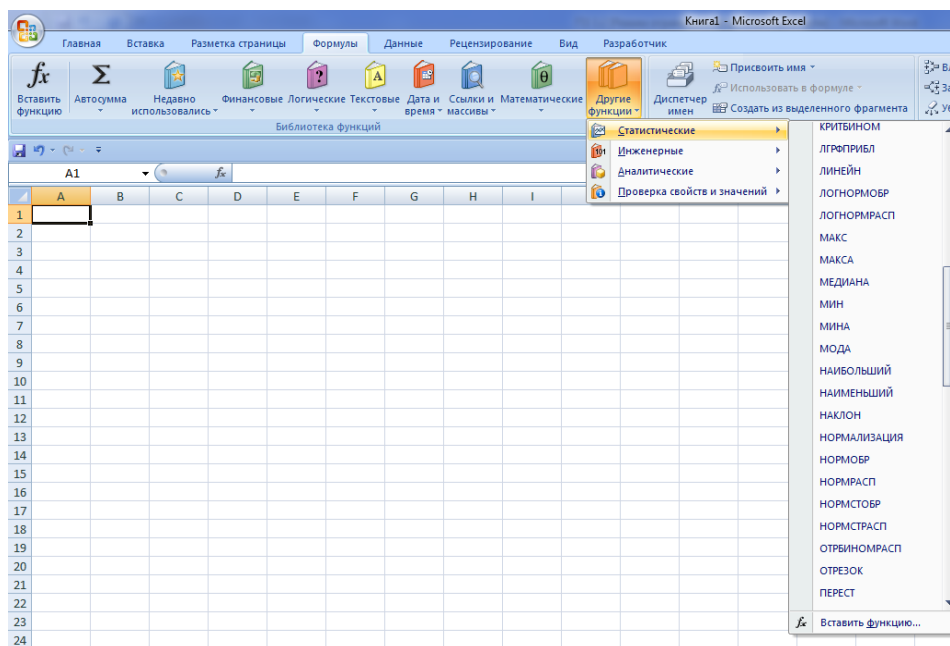 Книга1 - Microsoft Excel
Главная Вставка Разметка страницы Формулы Данные Рецензирование Вид Разработчик
Вставить функцию
Автосумма
Недавно использовались
Финансовые
Логические
Текстовые
Дата и время
Ссылки и массивы
Математические
Другие функции
Диспетчер имен
Присвоить имя
Использовать в формуле
Создать из выделенного фрагмента
Библиотека функций
Статистические
Инженерные
Аналитические
Проверка свойств и значений
A1
fx
A B C D E F G H I
1
2
3
4
5
6
7
8
9
10
11
12
13
14
15
16
17
18
19
20
21
22
23
24
КРИТБИНОМ
ЛГРФПРИБЛ
ЛИНЕЙН
ЛОГНОРМОБР
ЛОГНОРМРАСП
МАКС
МАКСА
МЕДИАНА
МИН
МИНА
МОДА
НАИБОЛЬШИЙ
НАИМЕНЬШИЙ
НАКЛОН
НОРМАЛИЗАЦИЯ
НОРМОБР
НОРМРАСП
НОРМСТОБР
НОРМСТРАСП
ОТРБИНОМРАСП
ОТРЕЗОК
ПЕРЕСТ
Вставить функцию...